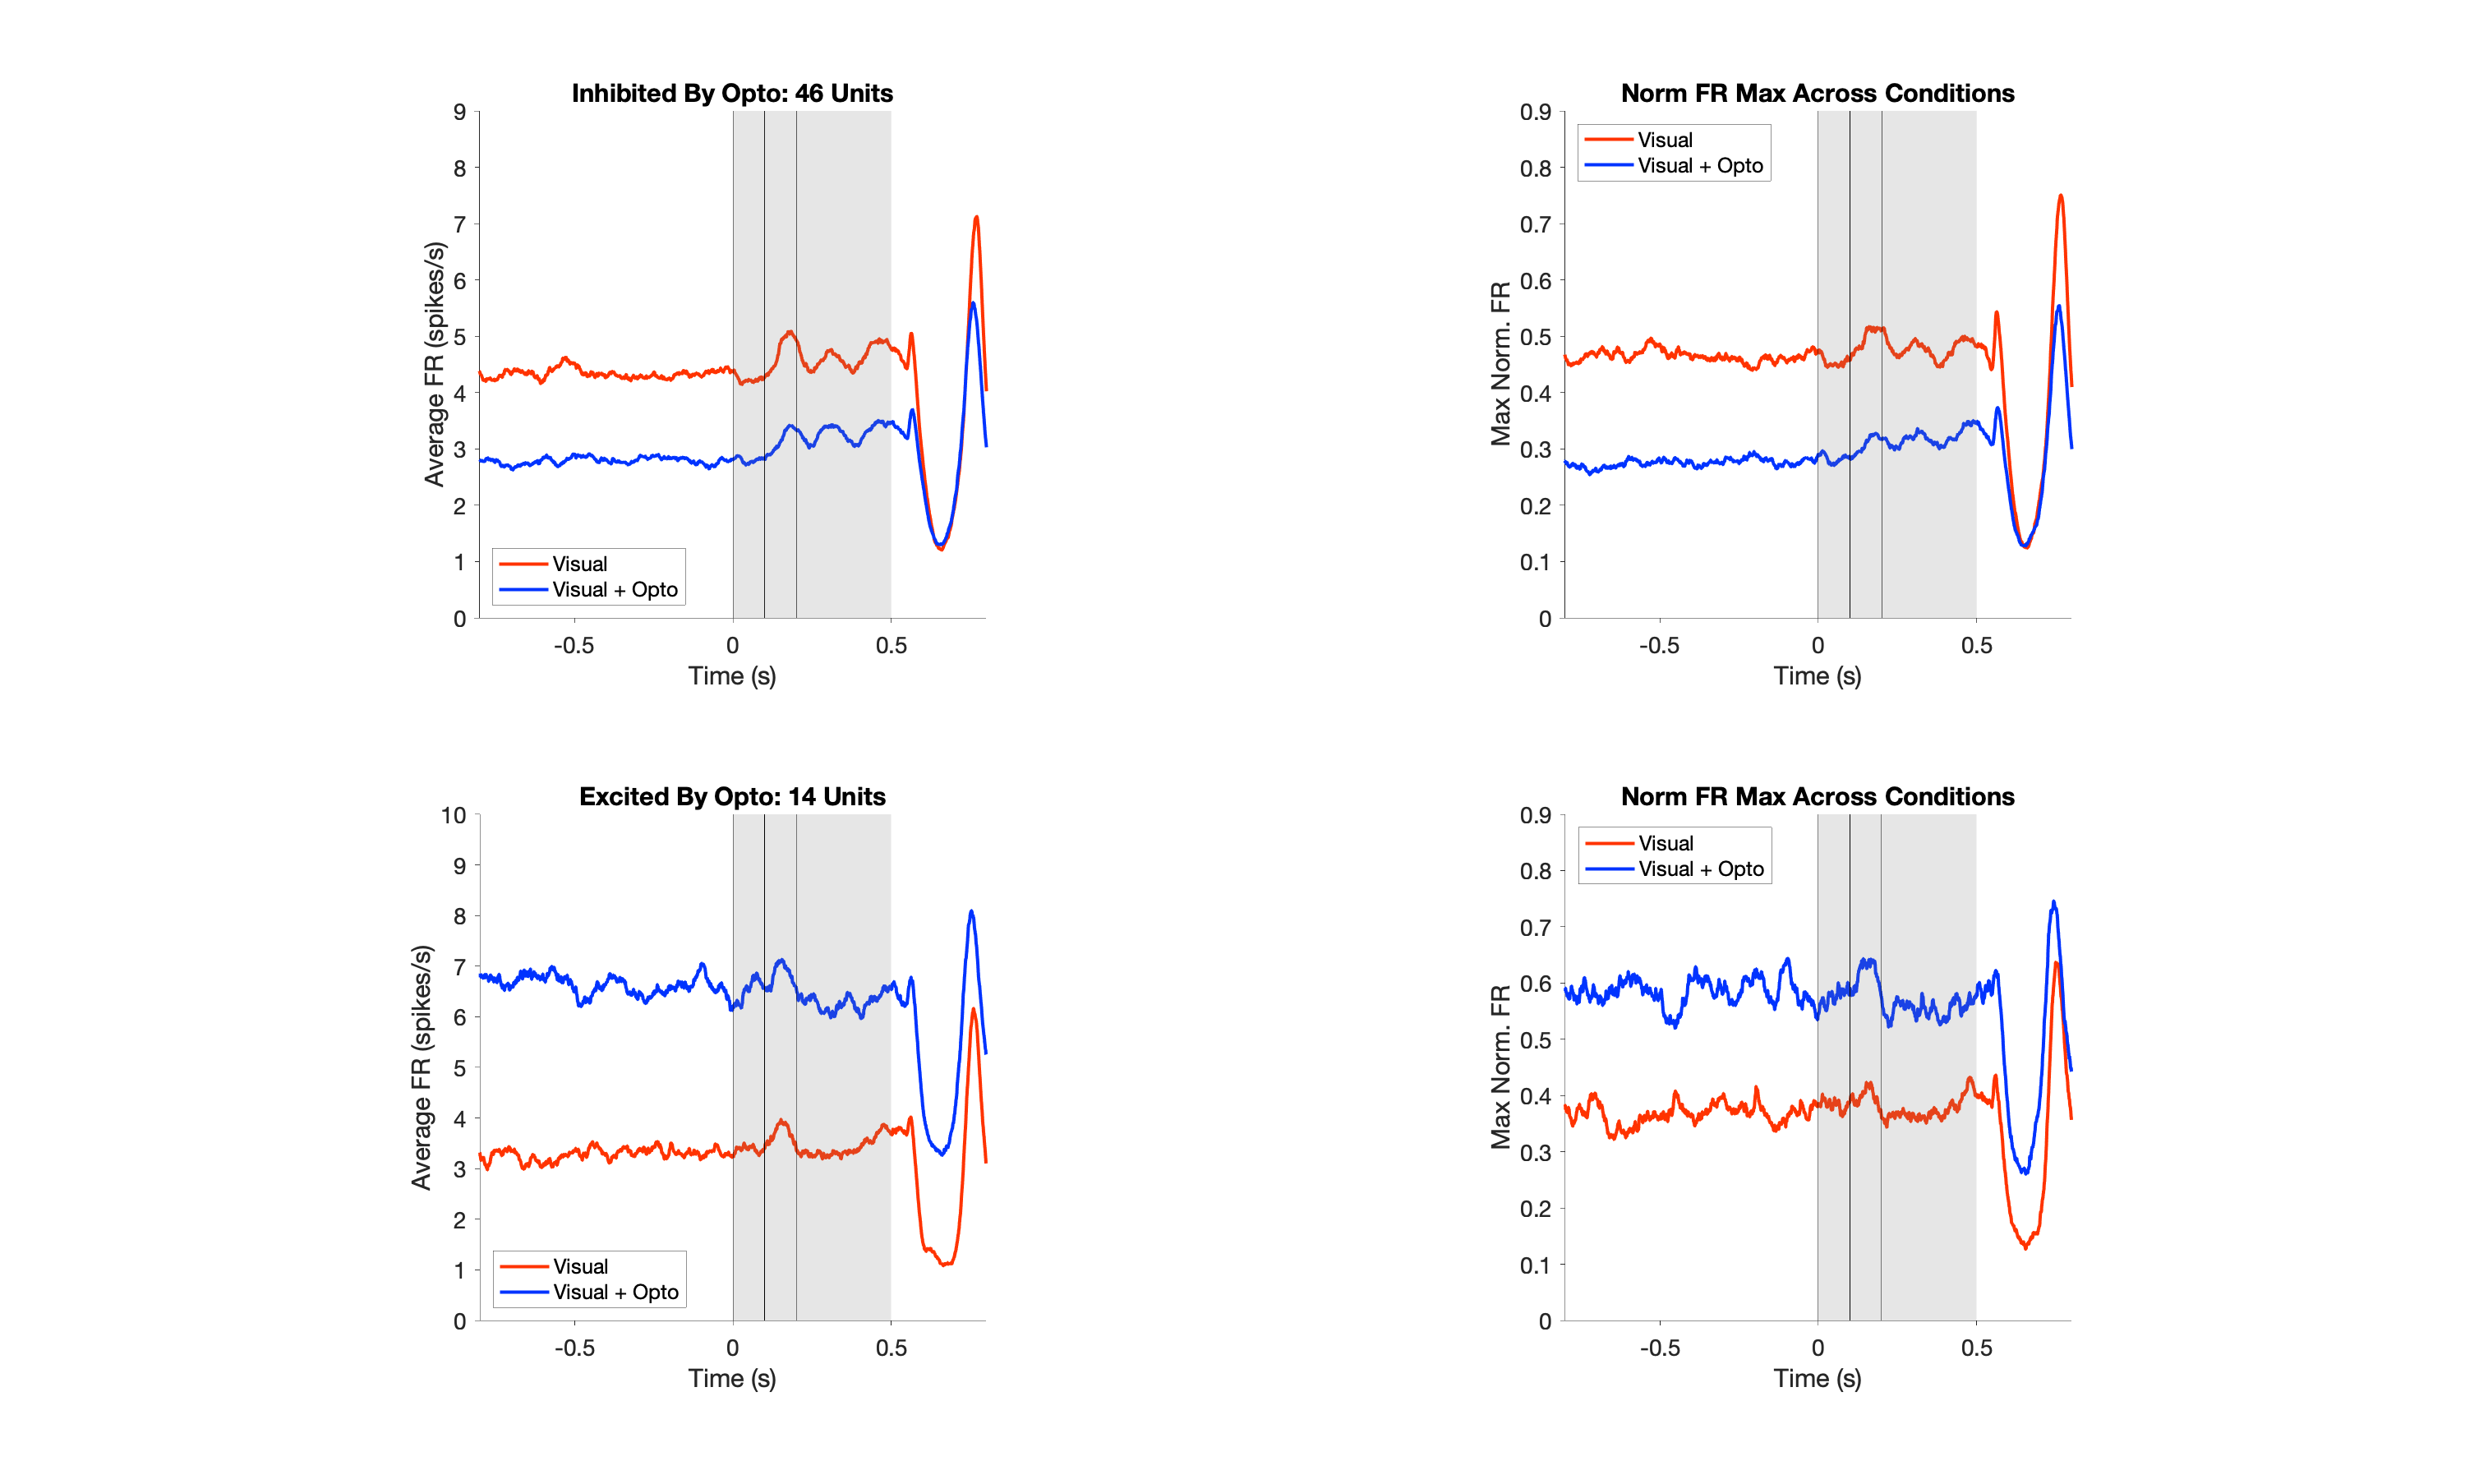 Inhibited By Opto: 46 Units
9
8
7
6
5
4
3
2
1
0
Average FR (spikes/s)
Visual
Visual + Opto
-0.5 0 0.5
Time (s)
Norm FR Max Across Conditions
0.9
0.8
0.7
0.6
0.5
0.4
0.3
0.2
0.1
0
Max Norm. FR
Visual
Visual + Opto
-0.5 0 0.5
Time (s)
Excited By Opto: 14 Units
10
9
8
7
6
5
4
3
2
1
0
Average FR (spikes/s)
Visual
Visual + Opto
-0.5 0 0.5
Time (s)
Norm FR Max Across Conditions
0.9
0.8
0.7
0.6
0.5
0.4
0.3
0.2
0.1
0
Max Norm. FR
Visual
Visual + Opto
-0.5 0 0.5
Time (s)